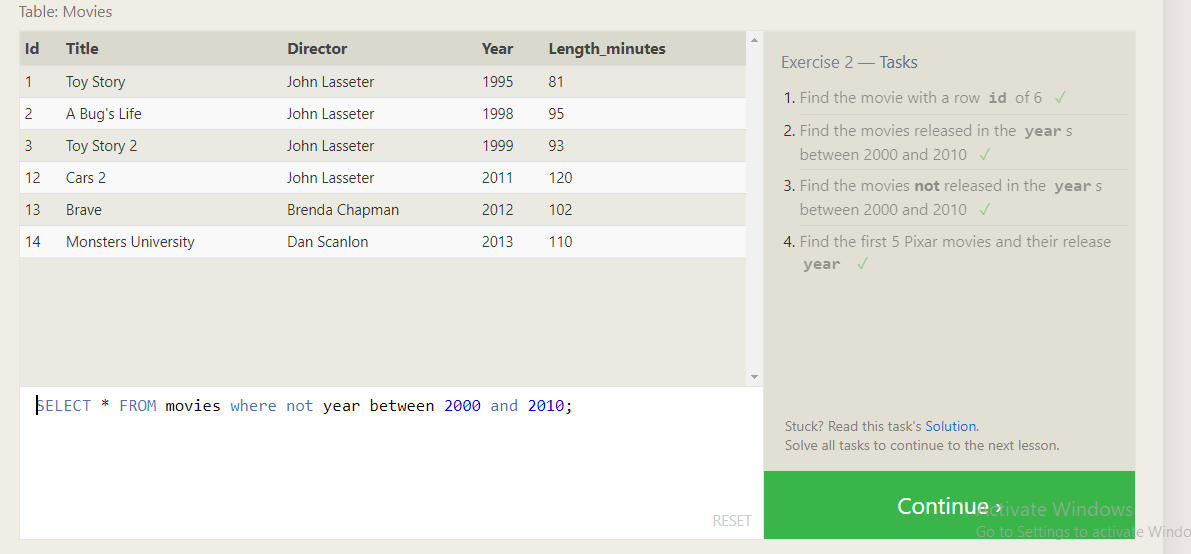 Table: Movies
Id Title Director Year Length_minutes
1 Toy Story John Lasseter 1995 81
2 A Bug's Life John Lasseter 1998 95
3 Toy Story 2 John Lasseter 1999 93
12 Cars 2 John Lasseter 2011 120
13 Brave Brenda Chapman 2012 102
14 Monsters University Dan Scanlon 2013 110
SELECT * FROM movies where not year between 2000 and 2010;
RESET
Exercise 2 — Tasks
1. Find the movie with a row id of 6 ✓
2. Find the movies released in the year s
between 2000 and 2010 ✓
3. Find the movies not released in the year s
between 2000 and 2010 ✓
4. Find the first 5 Pixar movies and their release
year ✓
Stuck? Read this task's Solution.
Solve all tasks to continue to the next lesson.
Continue ›
Activate Windows
Go to Settings to activate Windo